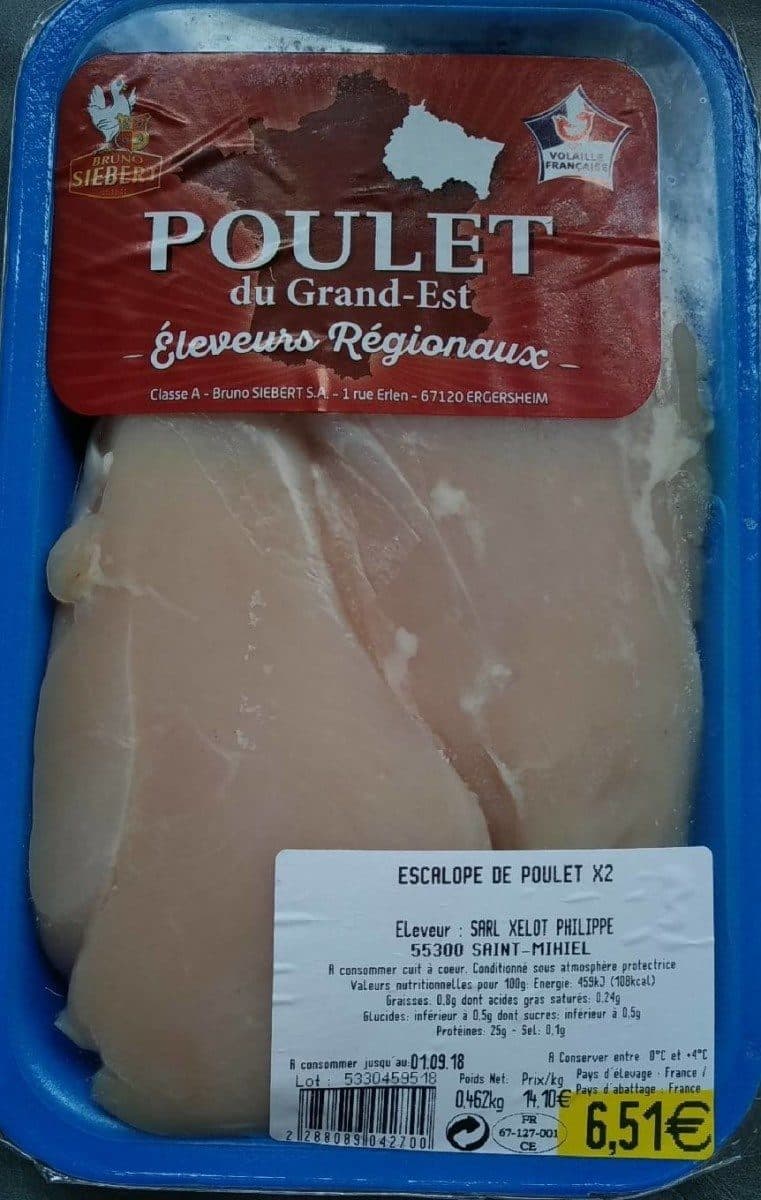 BRUNO
SIEBERT
VOLAILLE
FRANÇAISE
POULET
du Grand-Est
- Éleveurs Régionaux -
Classe A - Bruno SIEBERT S.A. - 1 rue Erlen - 67120 ERGERSHEIM
ESCALOPE DE POULET X2
Eleveur : SARL XELOT PHILIPPE
55300 SAINT-MIHIEL
A consommer cuit à coeur. Conditionné sous atmosphère protectrice
Valeurs nutritionnelles pour 100g: Energie: 459kJ (108kcal)
Graisses: 0.8g dont acides gras saturés: 0.24g
Glucides: inférieur à 0,5g dont sucres: inférieur à 0,5g
Protéines: 25g - Sel: 0,1g
A consommer jusqu'au: 01.09.18
A Conserver entre 0°C et +4°C
Lot : 5330459518
Poids Net: Prix/kg
Pays d'élevage : France /
Pays d'abattage : France
0,462kg 14,10€
6,51€
FR
67-127-001
CE
2 288089 042700